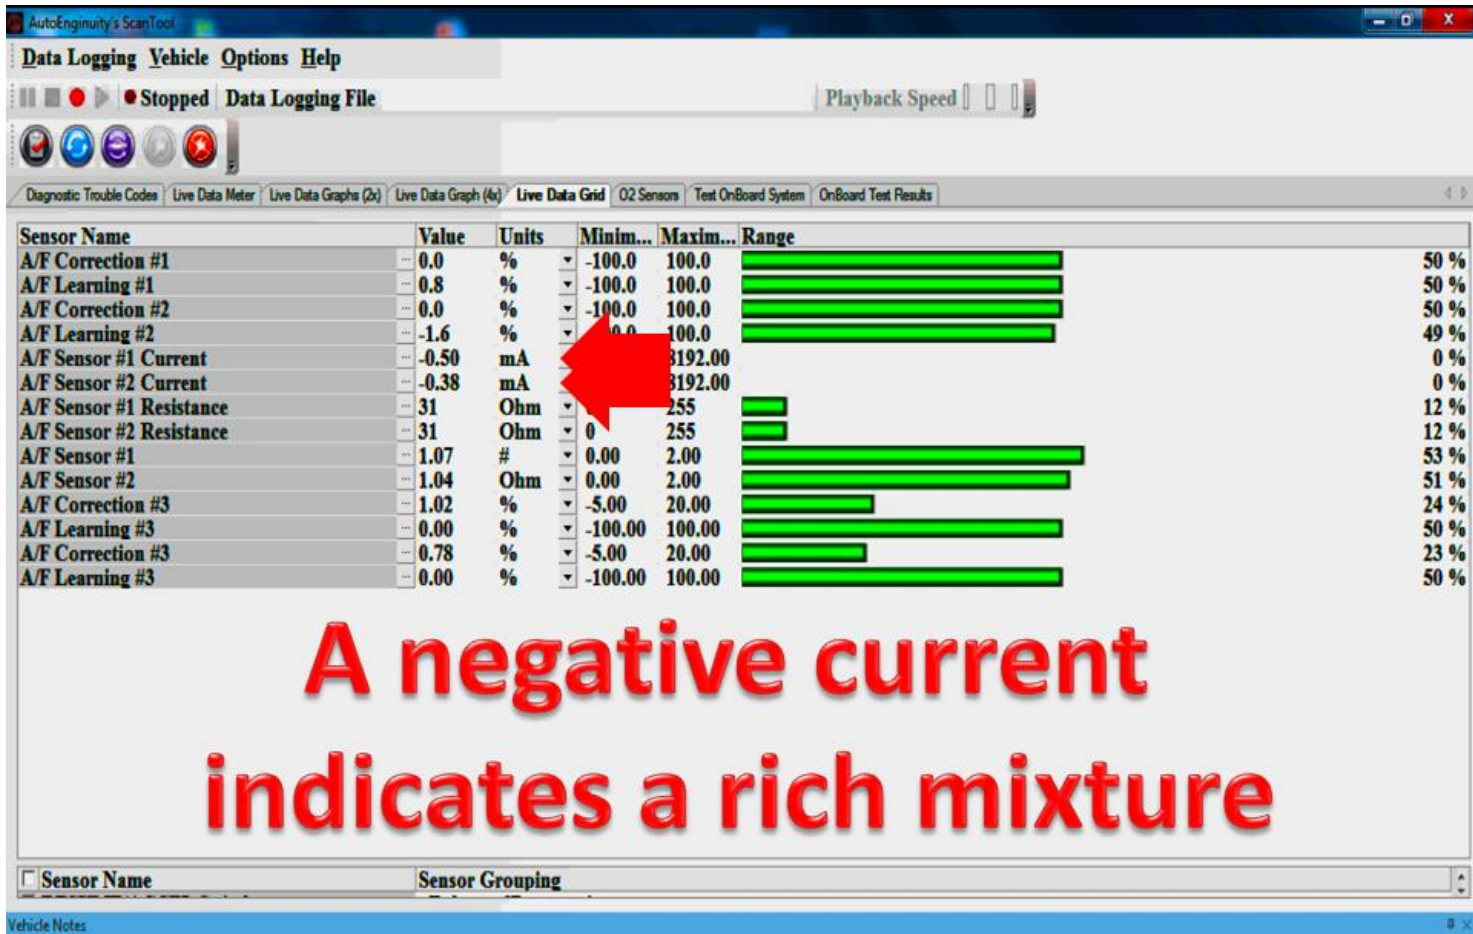 AutoEnginuity's ScanTool
Data Logging Vehicle Options Help
Stopped Data Logging File Playback Speed
Diagnostic Trouble Codes Live Data Meter Live Data Graphs (2x) Live Data Graph (4x) Live Data Grid O2 Sensors Test OnBoard System OnBoard Test Results
Sensor Name Value Units Minim... Maxim... Range
A/F Correction #1 ... 0.0 % -100.0 100.0 50 %
A/F Learning #1 ... 0.8 % -100.0 100.0 50 %
A/F Correction #2 ... 0.0 % -100.0 100.0 50 %
A/F Learning #2 ... -1.6 % 100.0 49 %
A/F Sensor #1 Current ... -0.50 mA 8192.00 0 %
A/F Sensor #2 Current ... -0.38 mA 8192.00 0 %
A/F Sensor #1 Resistance ... 31 Ohm 255 12 %
A/F Sensor #2 Resistance ... 31 Ohm 0 255 12 %
A/F Sensor #1 ... 1.07 # 0.00 2.00 53 %
A/F Sensor #2 ... 1.04 Ohm 0.00 2.00 51 %
A/F Correction #3 ... 1.02 % -5.00 20.00 24 %
A/F Learning #3 ... 0.00 % -100.00 100.00 50 %
A/F Correction #3 ... 0.78 % -5.00 20.00 23 %
A/F Learning #3 ... 0.00 % -100.00 100.00 50 %
A negative current
indicates a rich mixture
Sensor Name Sensor Grouping
Vehicle Notes